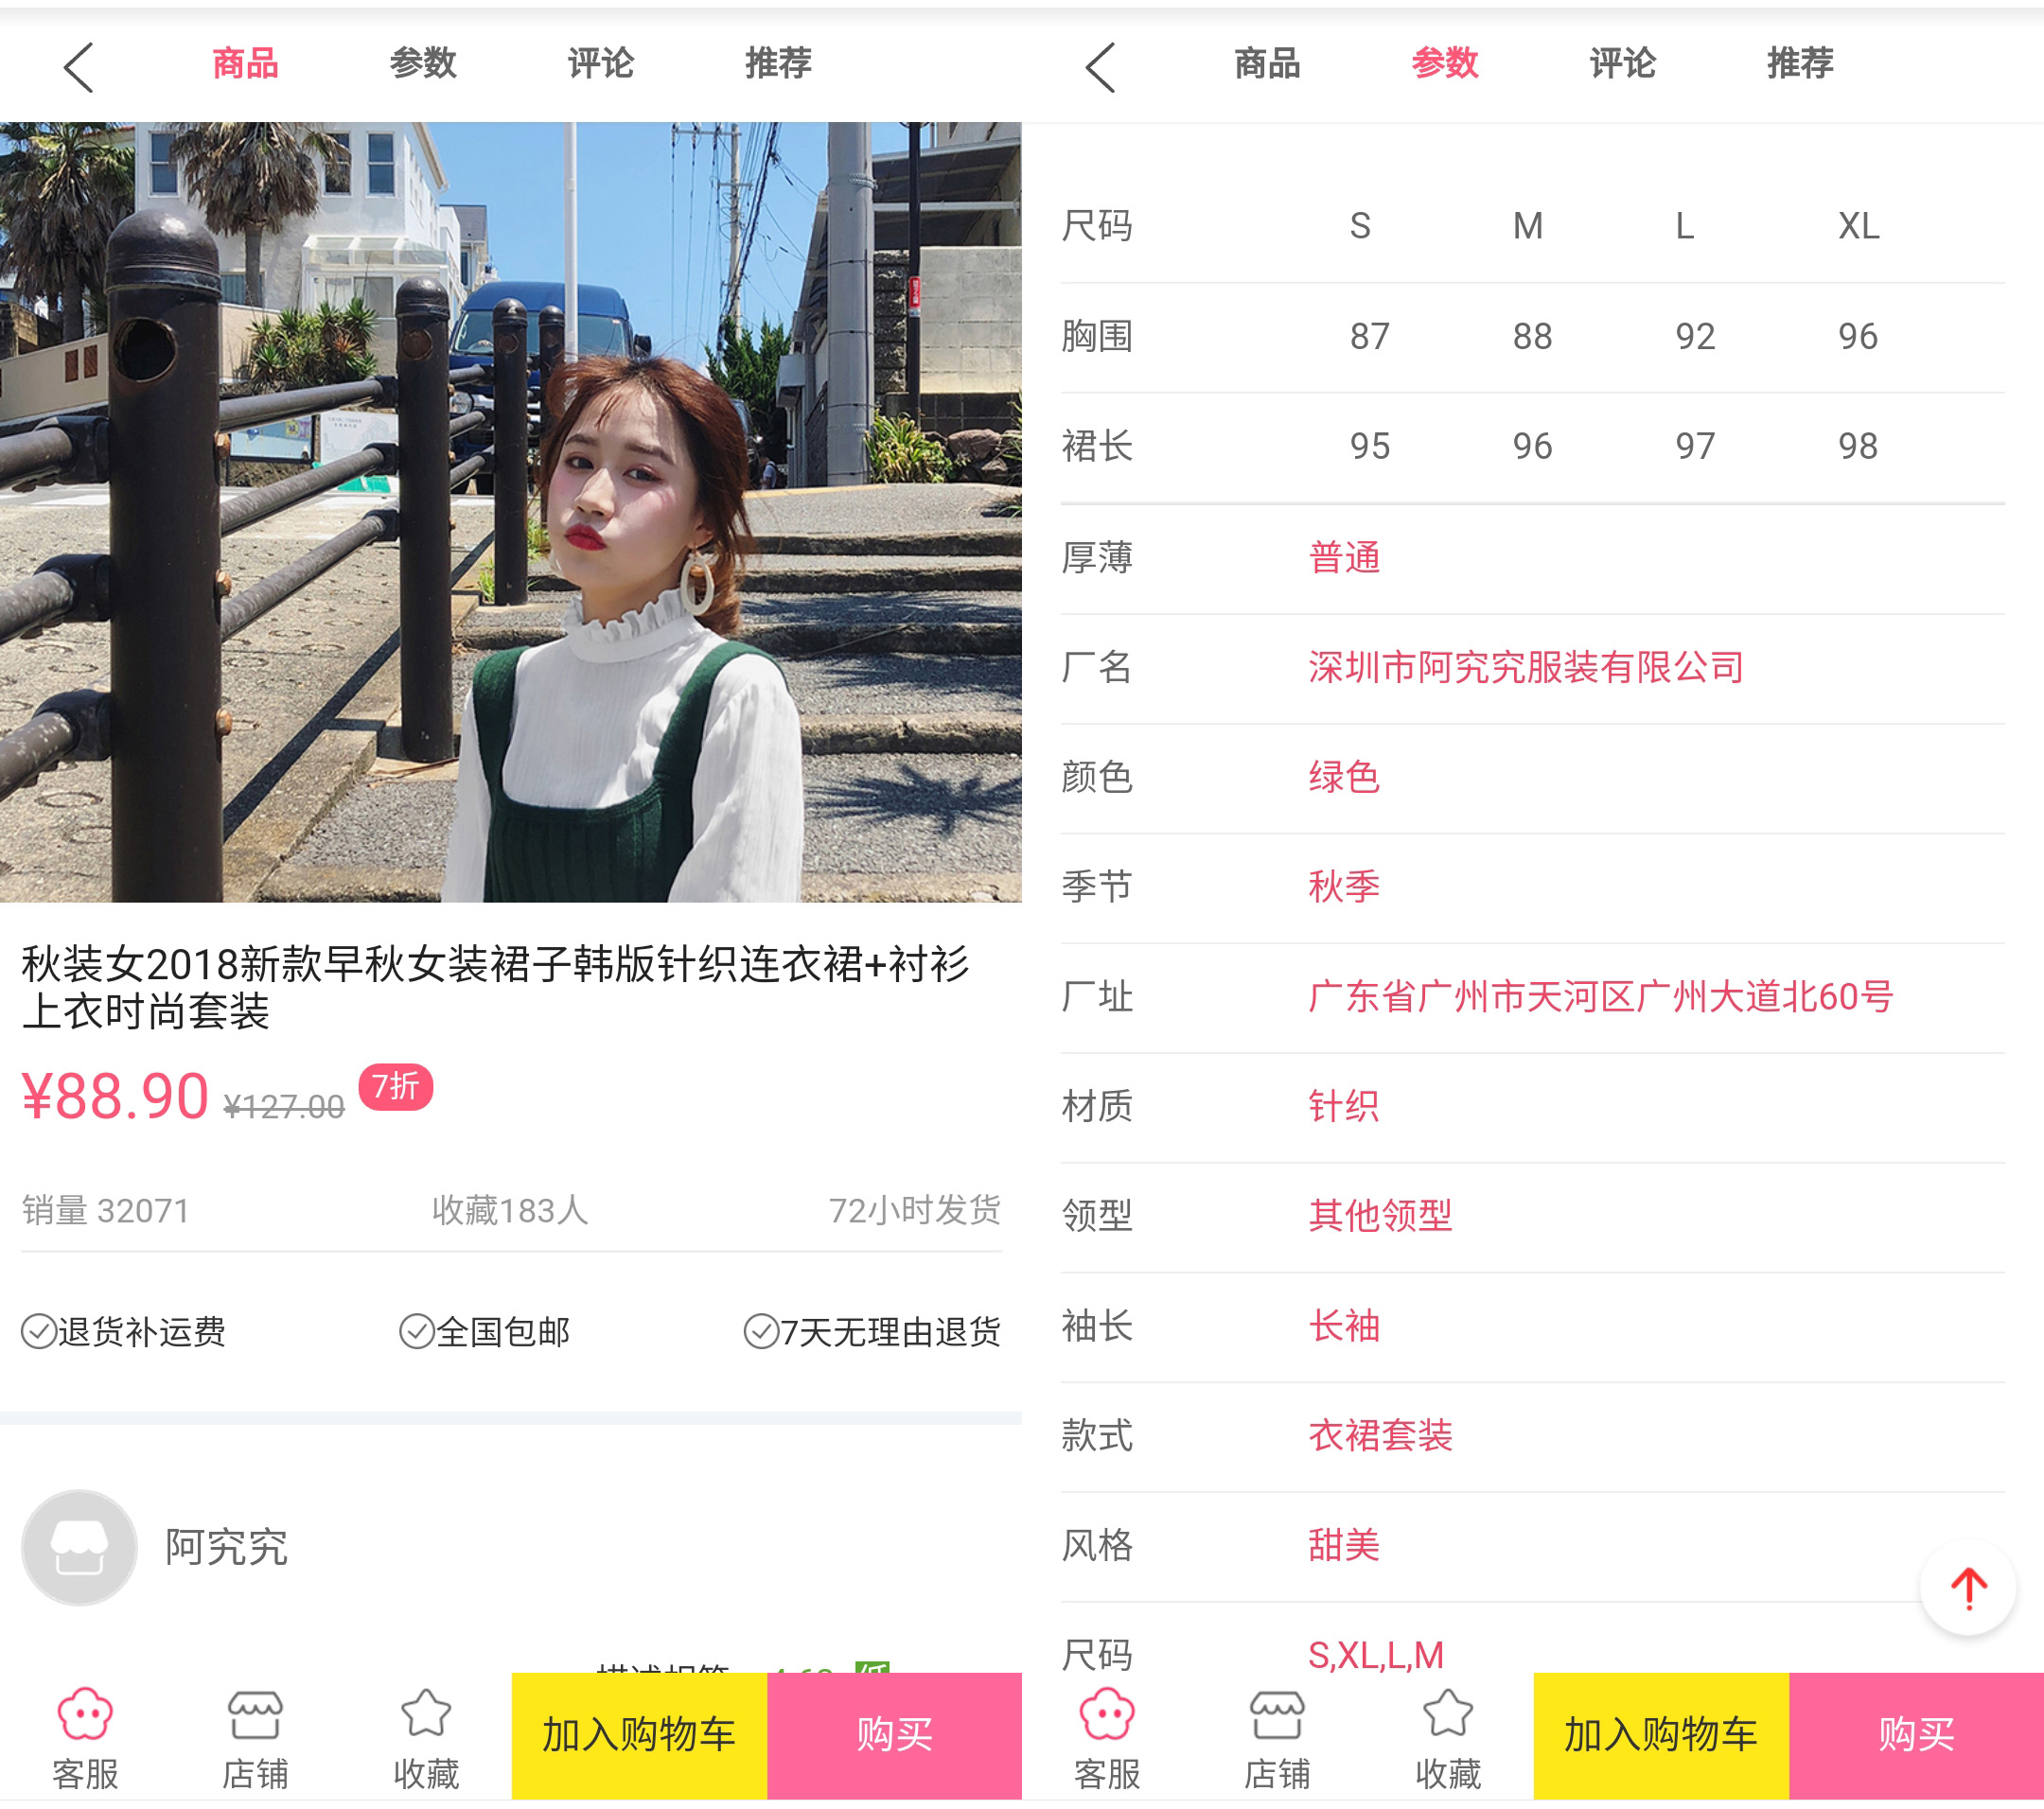 商品 参数 评论 推荐
秋装女2018新款早秋女装裙子韩版针织连衣裙+衬衫
上衣时尚套装
¥88.90 ¥127.00 7折
销量 32071 收藏183人 72小时发货
退货补运费 全国包邮 7天无理由退货
阿究究
客服 店铺 收藏 加入购物车 购买
商品 参数 评论 推荐
尺码 S M L XL
胸围 87 88 92 96
裙长 95 96 97 98
厚薄 普通
厂名 深圳市阿究究服装有限公司
颜色 绿色
季节 秋季
厂址 广东省广州市天河区广州大道北60号
材质 针织
领型 其他领型
袖长 长袖
款式 衣裙套装
风格 甜美
尺码 S,XL,L,M
客服 店铺 收藏 加入购物车 购买